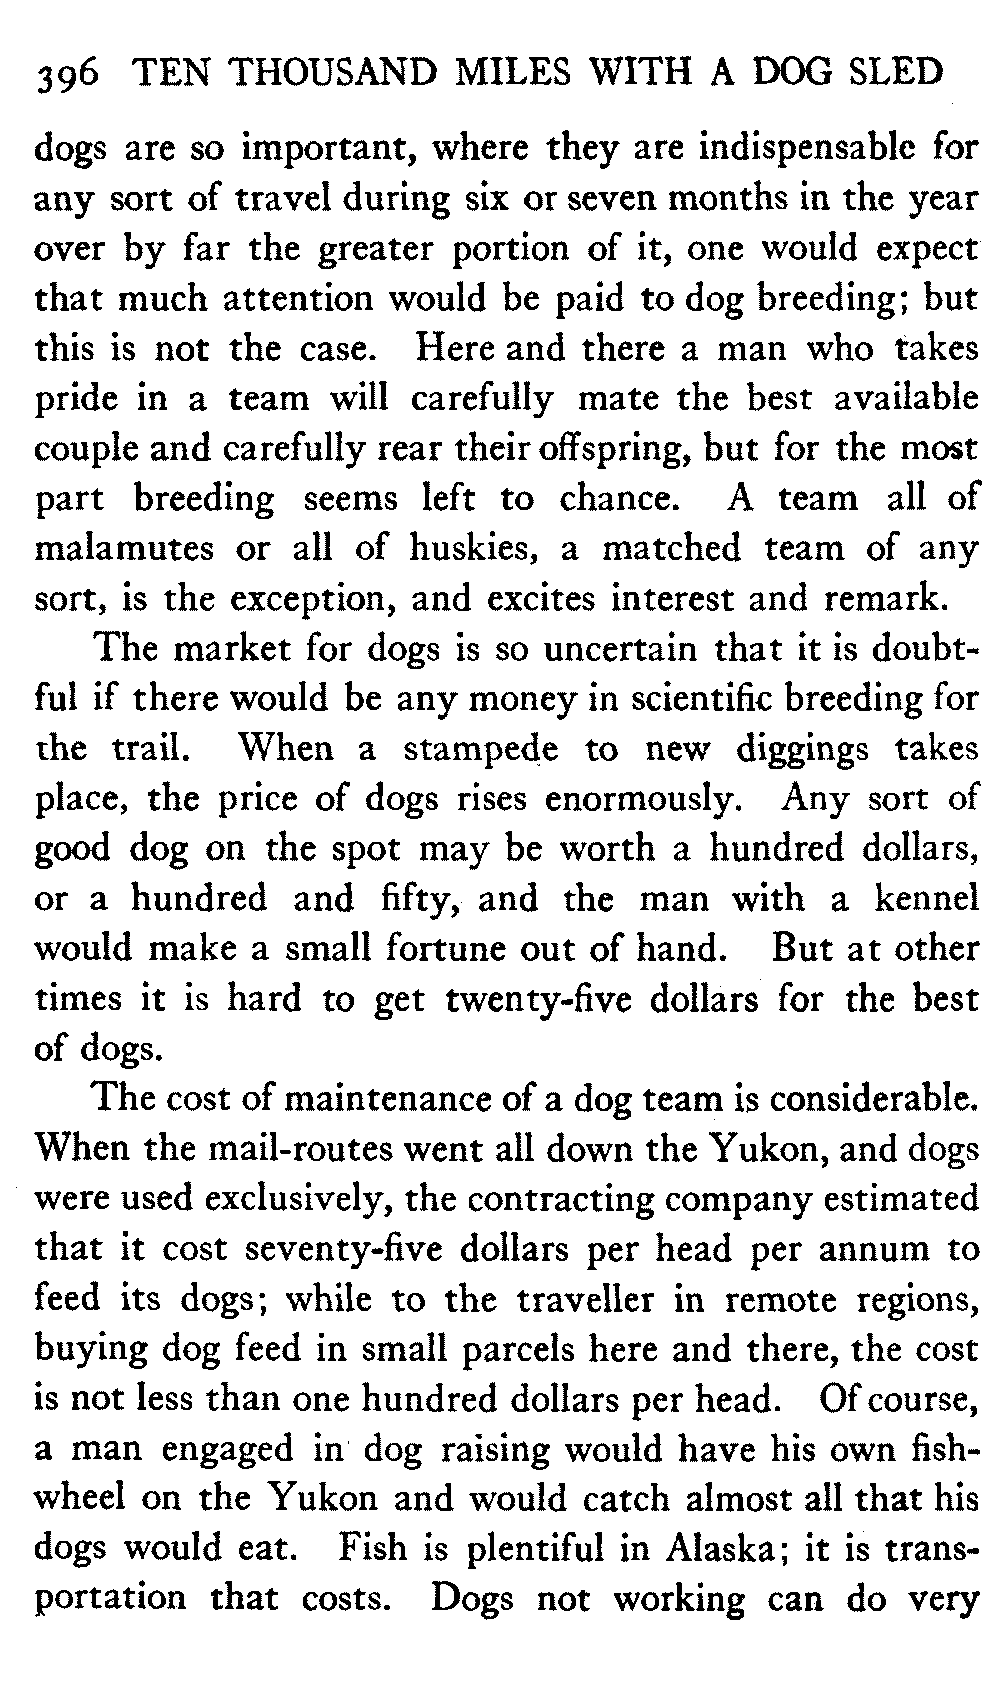 396 TEN THOUSAND MILES WITH A DOG SLED
dogs are so important, where they are indispensable for
any sort of travel during six or seven months in the year
over by far the greater portion of it, one would expect
that much attention would be paid to dog breeding; but
this is not the case. Here and there a man who takes
pride in a team will carefully mate the best available
couple and carefully rear their offspring, but for the most
part breeding seems left to chance. A team all of
malamutes or all of huskies, a matched team of any
sort, is the exception, and excites interest and remark.
The market for dogs is so uncertain that it is doubt-
ful if there would be any money in scientific breeding for
the trail. When a stampede to new diggings takes
place, the price of dogs rises enormously. Any sort of
good dog on the spot may be worth a hundred dollars,
or a hundred and fifty, and the man with a kennel
would make a small fortune out of hand. But at other
times it is hard to get twenty-five dollars for the best
of dogs.
The cost of maintenance of a dog team is considerable.
When the mail-routes went all down the Yukon, and dogs
were used exclusively, the contracting company estimated
that it cost seventy-five dollars per head per annum to
feed its dogs; while to the traveller in remote regions,
buying dog feed in small parcels here and there, the cost
is not less than one hundred dollars per head. Of course,
a man engaged in dog raising would have his own fish-
wheel on the Yukon and would catch almost all that his
dogs would eat. Fish is plentiful in Alaska; it is trans-
portation that costs. Dogs not working can do very